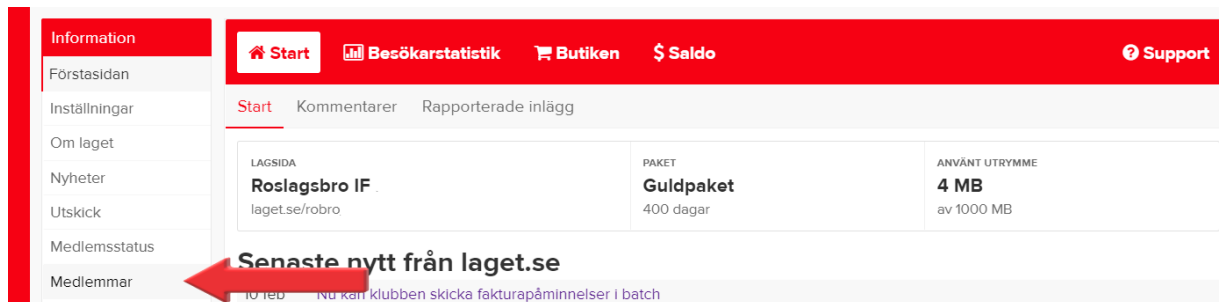 Information
Förstasidan
Inställningar
Om laget
Nyheter
Utskick
Medlemsstatus
Medlemmar
Start Besökarstatistik Butiken $ Saldo Support
Start Kommentarer Rapporterade inlägg
LAGSIDA PAKET ANVÄNT UTRYMME
Roslagsbro IF Guldpaket 4 MB
laget.se/robro 400 dagar av 1000 MB
Senaste nytt från laget.se
10 feb Nu kan klubben skicka fakturapåminnelser i batch